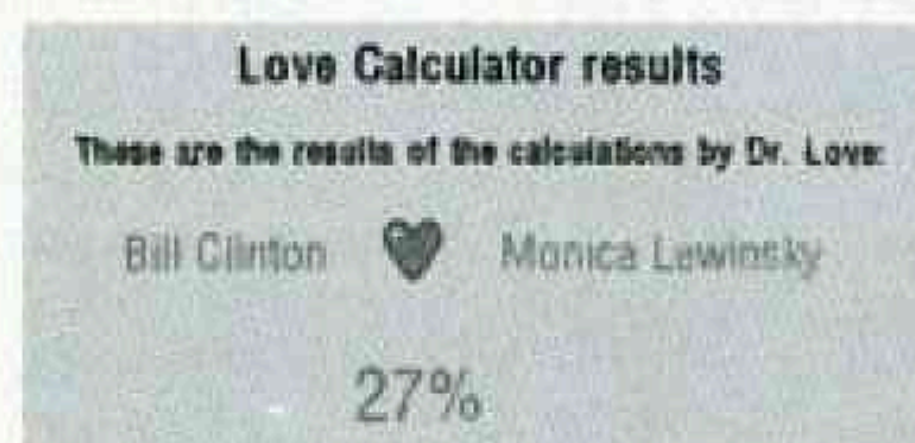 Love Calculator results
These are the results of the calculations by Dr. Love:
Bill Clinton Monica Lewinsky
27%